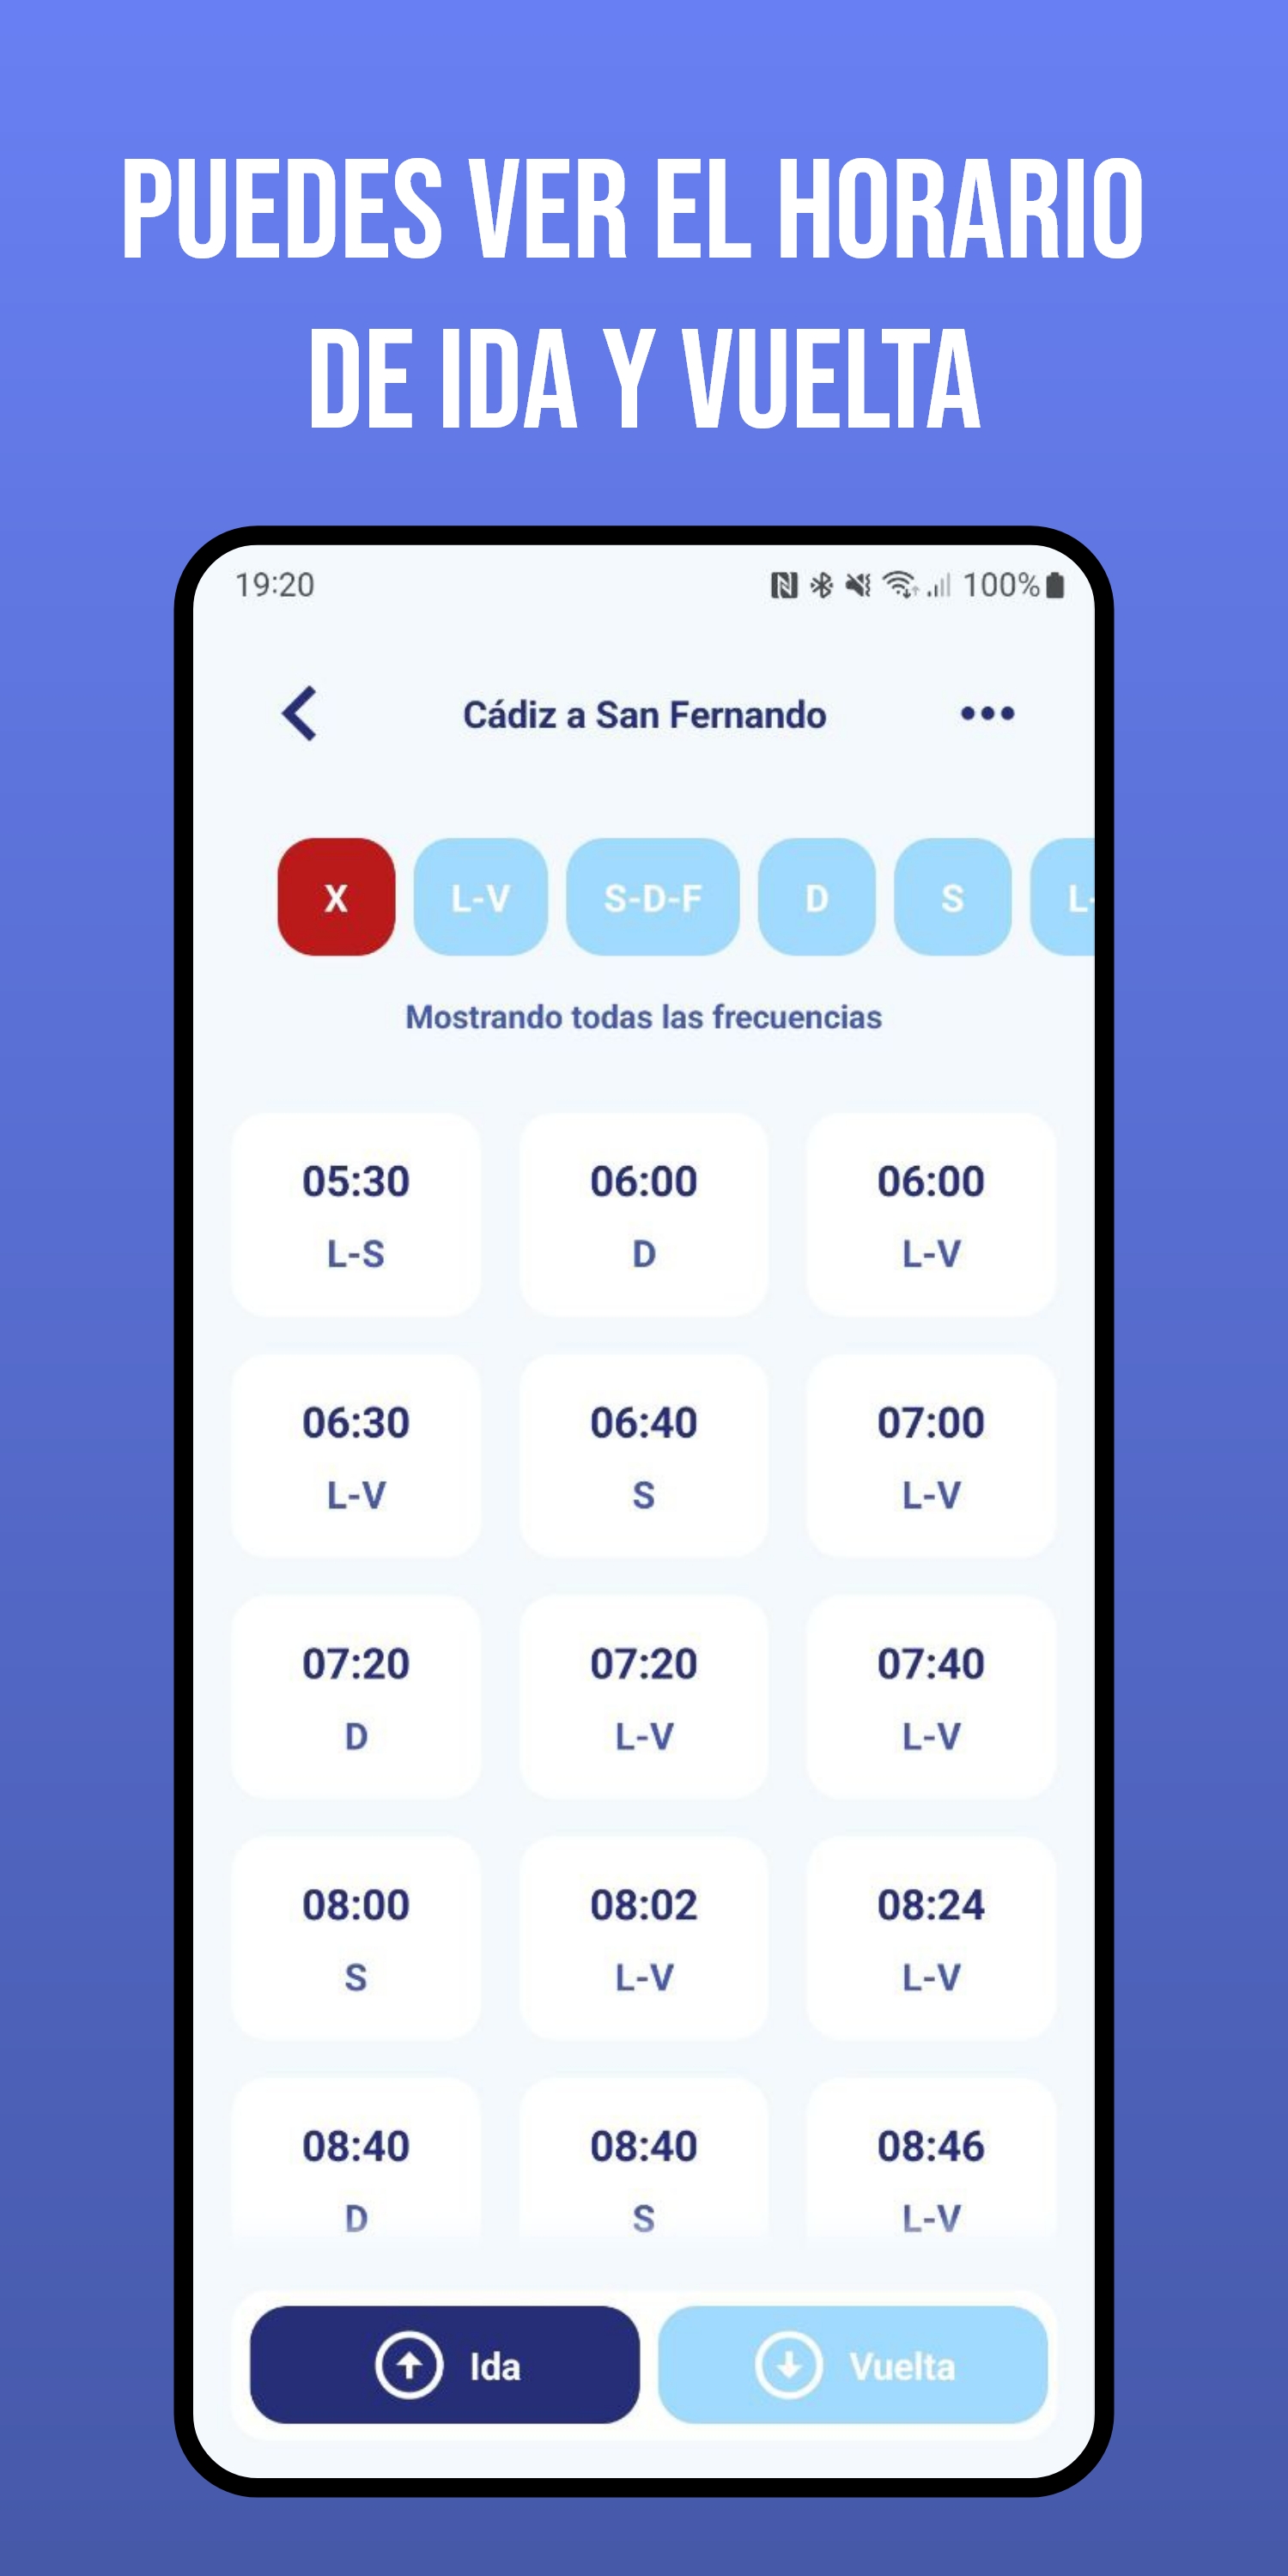 PUEDES VER EL HORARIO
DE IDA Y VUELTA
19:20 100%
Cádiz a San Fernando
X L-V S-D-F D S L-
Mostrando todas las frecuencias
05:30 06:00 06:00
L-S D L-V
06:30 06:40 07:00
L-V S L-V
07:20 07:20 07:40
D L-V L-V
08:00 08:02 08:24
S L-V L-V
08:40 08:40 08:46
D S L-V
Ida Vuelta